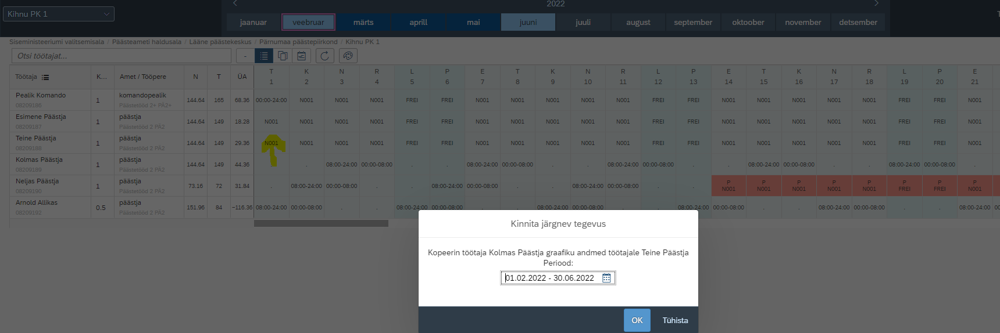 Kihnu PK 1
2022
jaanuar veebruar märts aprill mai juuni juuli august september oktoober november detsember
Siseministeeriumi valitsemisala / Päästeameti haldusala / Lääne päästekeskus / Pärnumaa päästepiirkond / Kihnu PK 1
Otsi töötajat...
-
Töötaja K... Amet / Tööpere N T ÜA
T K N R L P E T K N R L P E T K N R L P E
1 2 3 4 5 6 7 8 9 10 11 12 13 14 15 16 17 18 19 20 21
Pealik Komando
08209186
1
komandopealik
Päästetööd 2+ PÄ2+
144.64 165 68.36 00:00-24:00 N001 N001 N001 FREI FREI N001 N001 N001 N001 N001 FREI FREI N001 N001 N001 N001 N001 FREI FREI N001
Esimene Päästja
08209187
1
päästja
Päästetööd 2 PÄ2
144.64 149 18.28 N001 N001 N001 N001 FREI FREI N001 N001 N001 N001 N001 FREI FREI N001 N001 N001 N001 N001 FREI FREI N001
Teine Päästja
08209188
1
päästja
Päästetööd 2 PÄ2
144.64 149 29.36 N001 N001 N001 N001 FREI FREI N001 N001 N001 N001 N001 FREI FREI N001 N001 N001 N001 N001 FREI FREI N001
Kolmas Päästja
08209189
1
päästja
Päästetööd 2 PÄ2
144.64 149 44.36 . 08:00-24:00 00:00-08:00 . . 08:00-24:00 00:00-08:00 . . 08:00-24:00 00:00-08:00 . . 08:00-24:00 00:00-08:00 . . 08:00-24:00 00:00-08:00 .
Neljas Päästja
08209190
1
päästja
Päästetööd 2 PÄ2
73.16 72 31.84 . 08:00-24:00 00:00-08:00 . . 08:00-24:00 00:00-08:00 . . 08:00-24:00 00:00-08:00 . .
P P P P P P P P
N001 N001 N001 N001 N001 FREI FREI N001
Arnold Allikas
08209192
0.5
päästja
Päästetööd 2 PÄ2
151.96 84 −116.36 08:00-24:00 00:00-08:00 . . 08:00-24:00 00:00-08:00 . . 08:00-24:00 00:00-08:00 . . 08:00-24:00 00:00-08:00 . . 08:00-24:00 00:00-08:00 . . 08:00-24:00
Kinnita järgnev tegevus
Kopeerin töötaja Kolmas Päästja graafiku andmed töötajale Teine Päästja
Periood:
01.02.2022 - 30.06.2022
OK Tühista